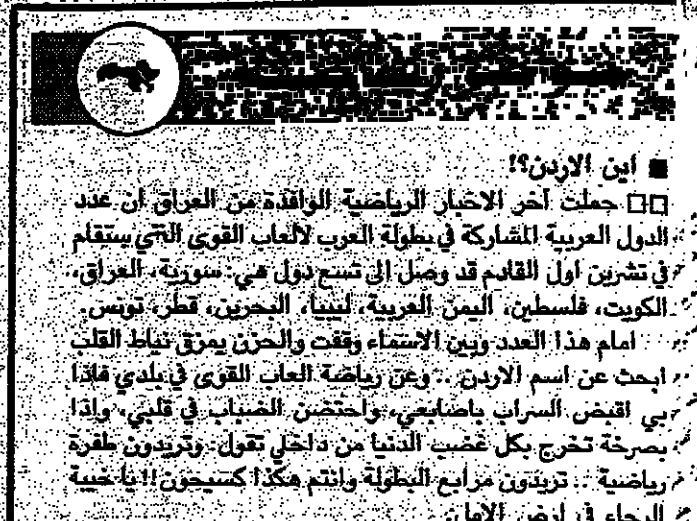 ■ اين الاردن؟!
□□ حملت آخر الاخبار الرياضية الوافدة من العراق ان عدد
الدول العربية المشاركة في بطولة العرب لألعاب القوى التي ستقام
في تشرين اول القادم قد وصل الى تسع دول هي: سورية، العراق،
الكويت، فلسطين، اليمن العربية، ليبيا، البحرين، قطر، تونس.
امام هذا العدد وبين الاسماء وقفت والحزن يمزق نياط القلب
ابحث عن اسم الاردن .. وعن رياضة العاب القوى في بلدي فاذا
بي اقبض السراب باصابعي، واحتضن الضباب في قلبي، واذا
بصرخة تخرج بكل غضب الدنيا من داخلي تقول: وتريدون طفرة
رياضية .. تريدون مرابع البطولة وانتم هكذا كسيحون!! يا خيبة
الرجاء في ارض الامل